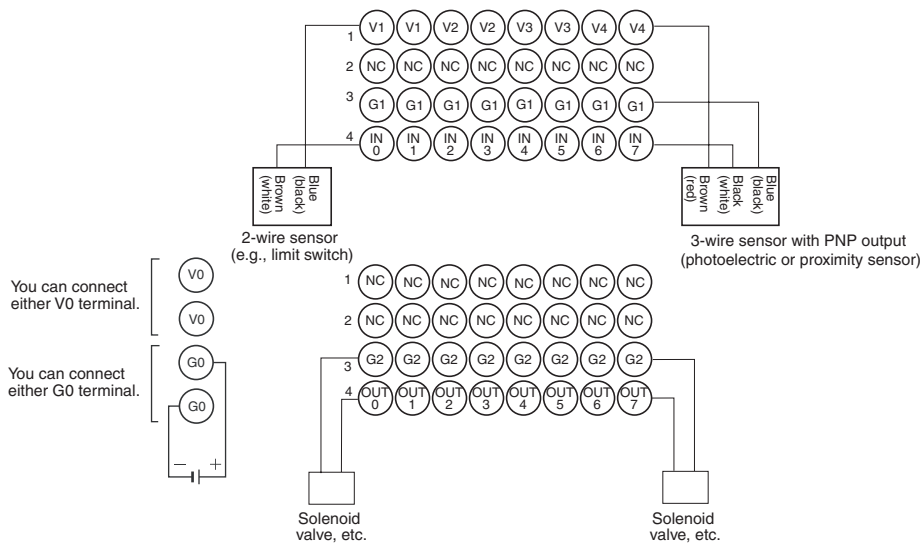 1 V1 V1 V2 V2 V3 V3 V4 V4
2 NC NC NC NC NC NC NC NC
3 G1 G1 G1 G1 G1 G1 G1 G1
4 IN 0 IN 1 IN 2 IN 3 IN 4 IN 5 IN 6 IN 7
Blue
(black)
Brown
(white)
2-wire sensor
(e.g., limit switch)
Blue
(black)
Black
(white)
Brown
(red)
3-wire sensor with PNP output
(photoelectric or proximity sensor)
You can connect
either V0 terminal.
V0
V0
You can connect
either G0 terminal.
G0
G0
− +
1 NC NC NC NC NC NC NC NC
2 NC NC NC NC NC NC NC NC
3 G2 G2 G2 G2 G2 G2 G2 G2
4 OUT 0 OUT 1 OUT 2 OUT 3 OUT 4 OUT 5 OUT 6 OUT 7
Solenoid
valve, etc.
Solenoid
valve, etc.